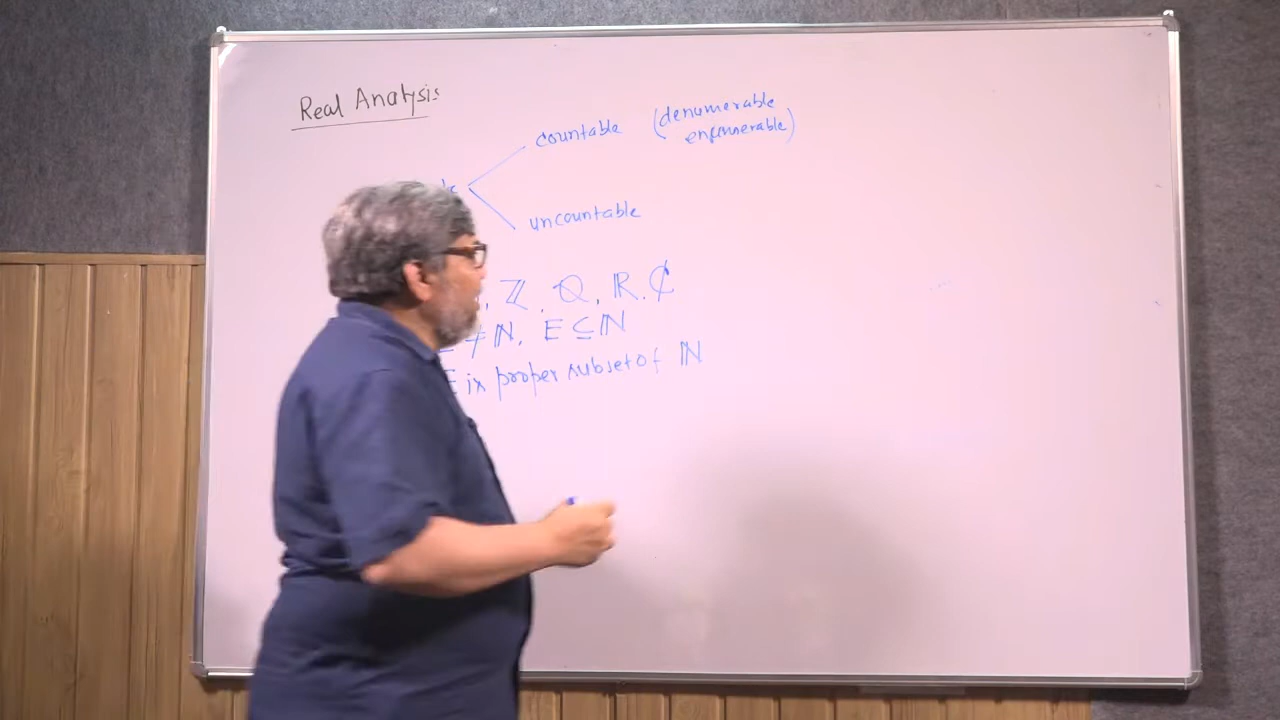 Real Analysis
countable (denumerable
enumerable)
uncountable
, ℤ, ℚ, ℝ, ℂ
≠ ℕ, E ⊆ ℕ
E is proper subset of ℕ